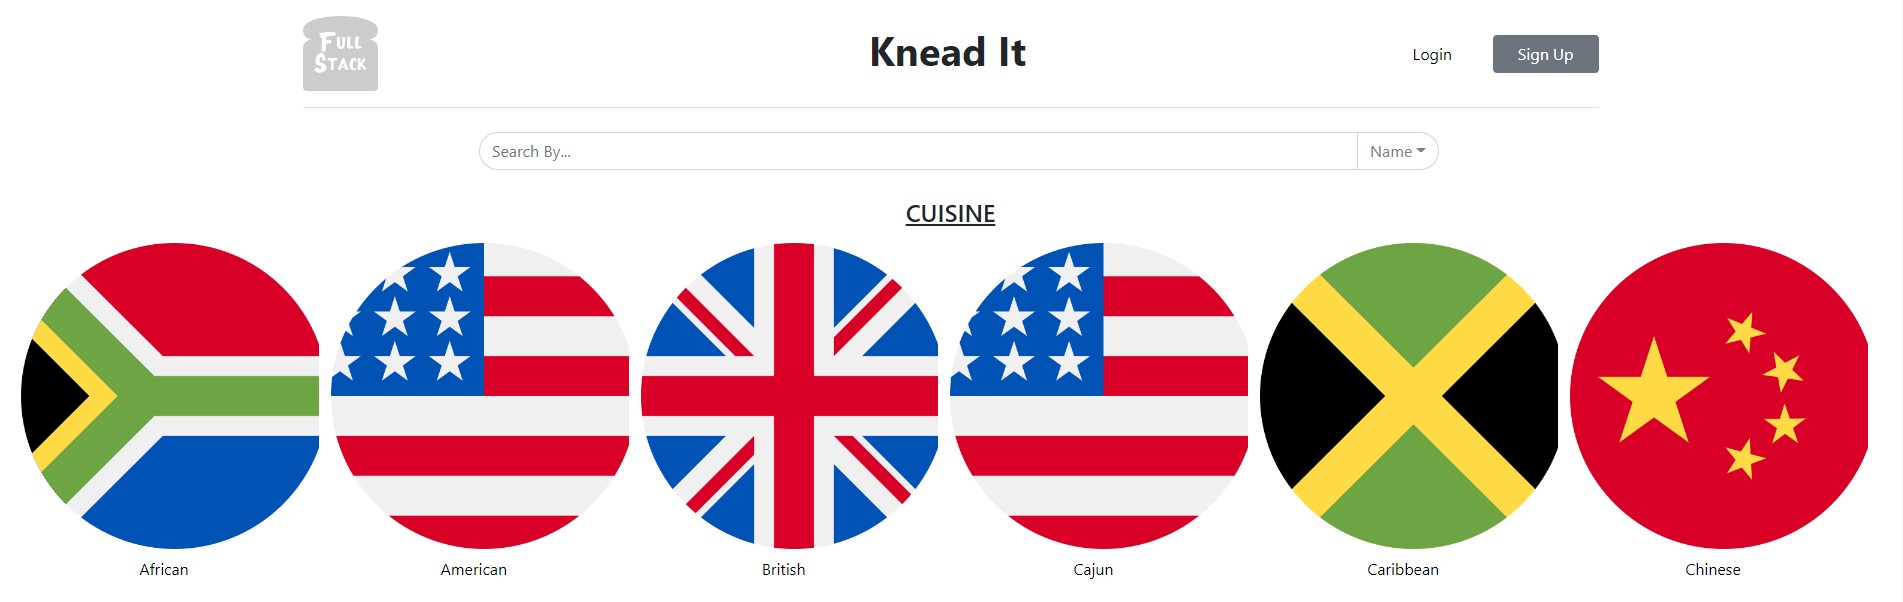 Full
Stack
Knead It
Login
Sign Up
Search By...
Name
CUISINE
African
American
British
Cajun
Caribbean
Chinese